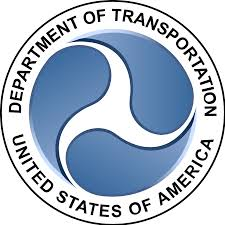 DEPARTMENT OF TRANSPORTATION
UNITED STATES OF AMERICA